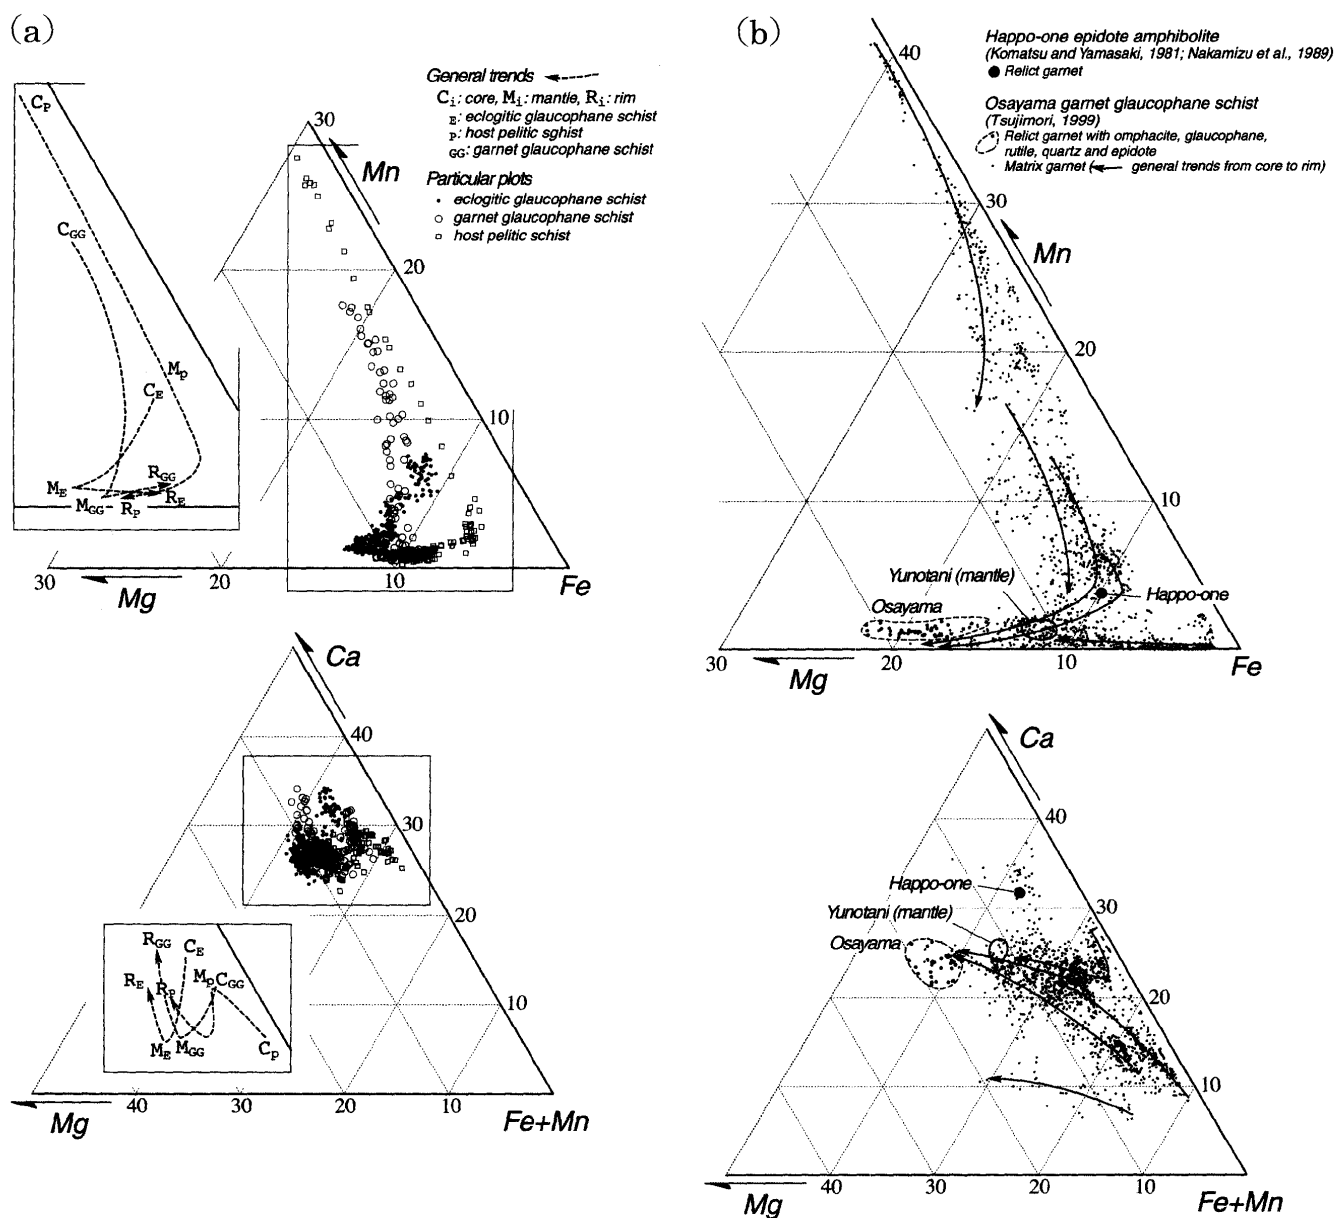 (a)
General trends
Ci: core, Mi: mantle, Ri: rim
E: eclogitic glaucophane schist
P: host pelitic sghist
GG: garnet glaucophane schist
Particular plots
eclogitic glaucophane schist
garnet glaucophane schist
host pelitic schist
CP
CGG
Mp
CE
ME
RGG
MGG
RP
RE
30
Mn
20
10
30
20
10
Mg
Fe
Ca
40
30
20
10
RGG
CE
RE
Rp
Mp
CGG
ME
MGG
Cp
40
30
20
10
Mg
Fe+Mn
(b)
Happo-one epidote amphibolite
(Komatsu and Yamasaki, 1981; Nakamizu et al., 1989)
Relict garnet
Osayama garnet glaucophane schist
(Tsujimori, 1999)
Relict garnet with omphacite, glaucophane,
rutile, quartz and epidote
Matrix garnet ( general trends from core to rim)
40
30
Mn
20
10
Yunotani (mantle)
Happo-one
Osayama
30
20
10
Mg
Fe
Ca
40
Happo-one
30
Yunotani (mantle)
Osayama
20
10
40
30
20
10
Mg
Fe+Mn